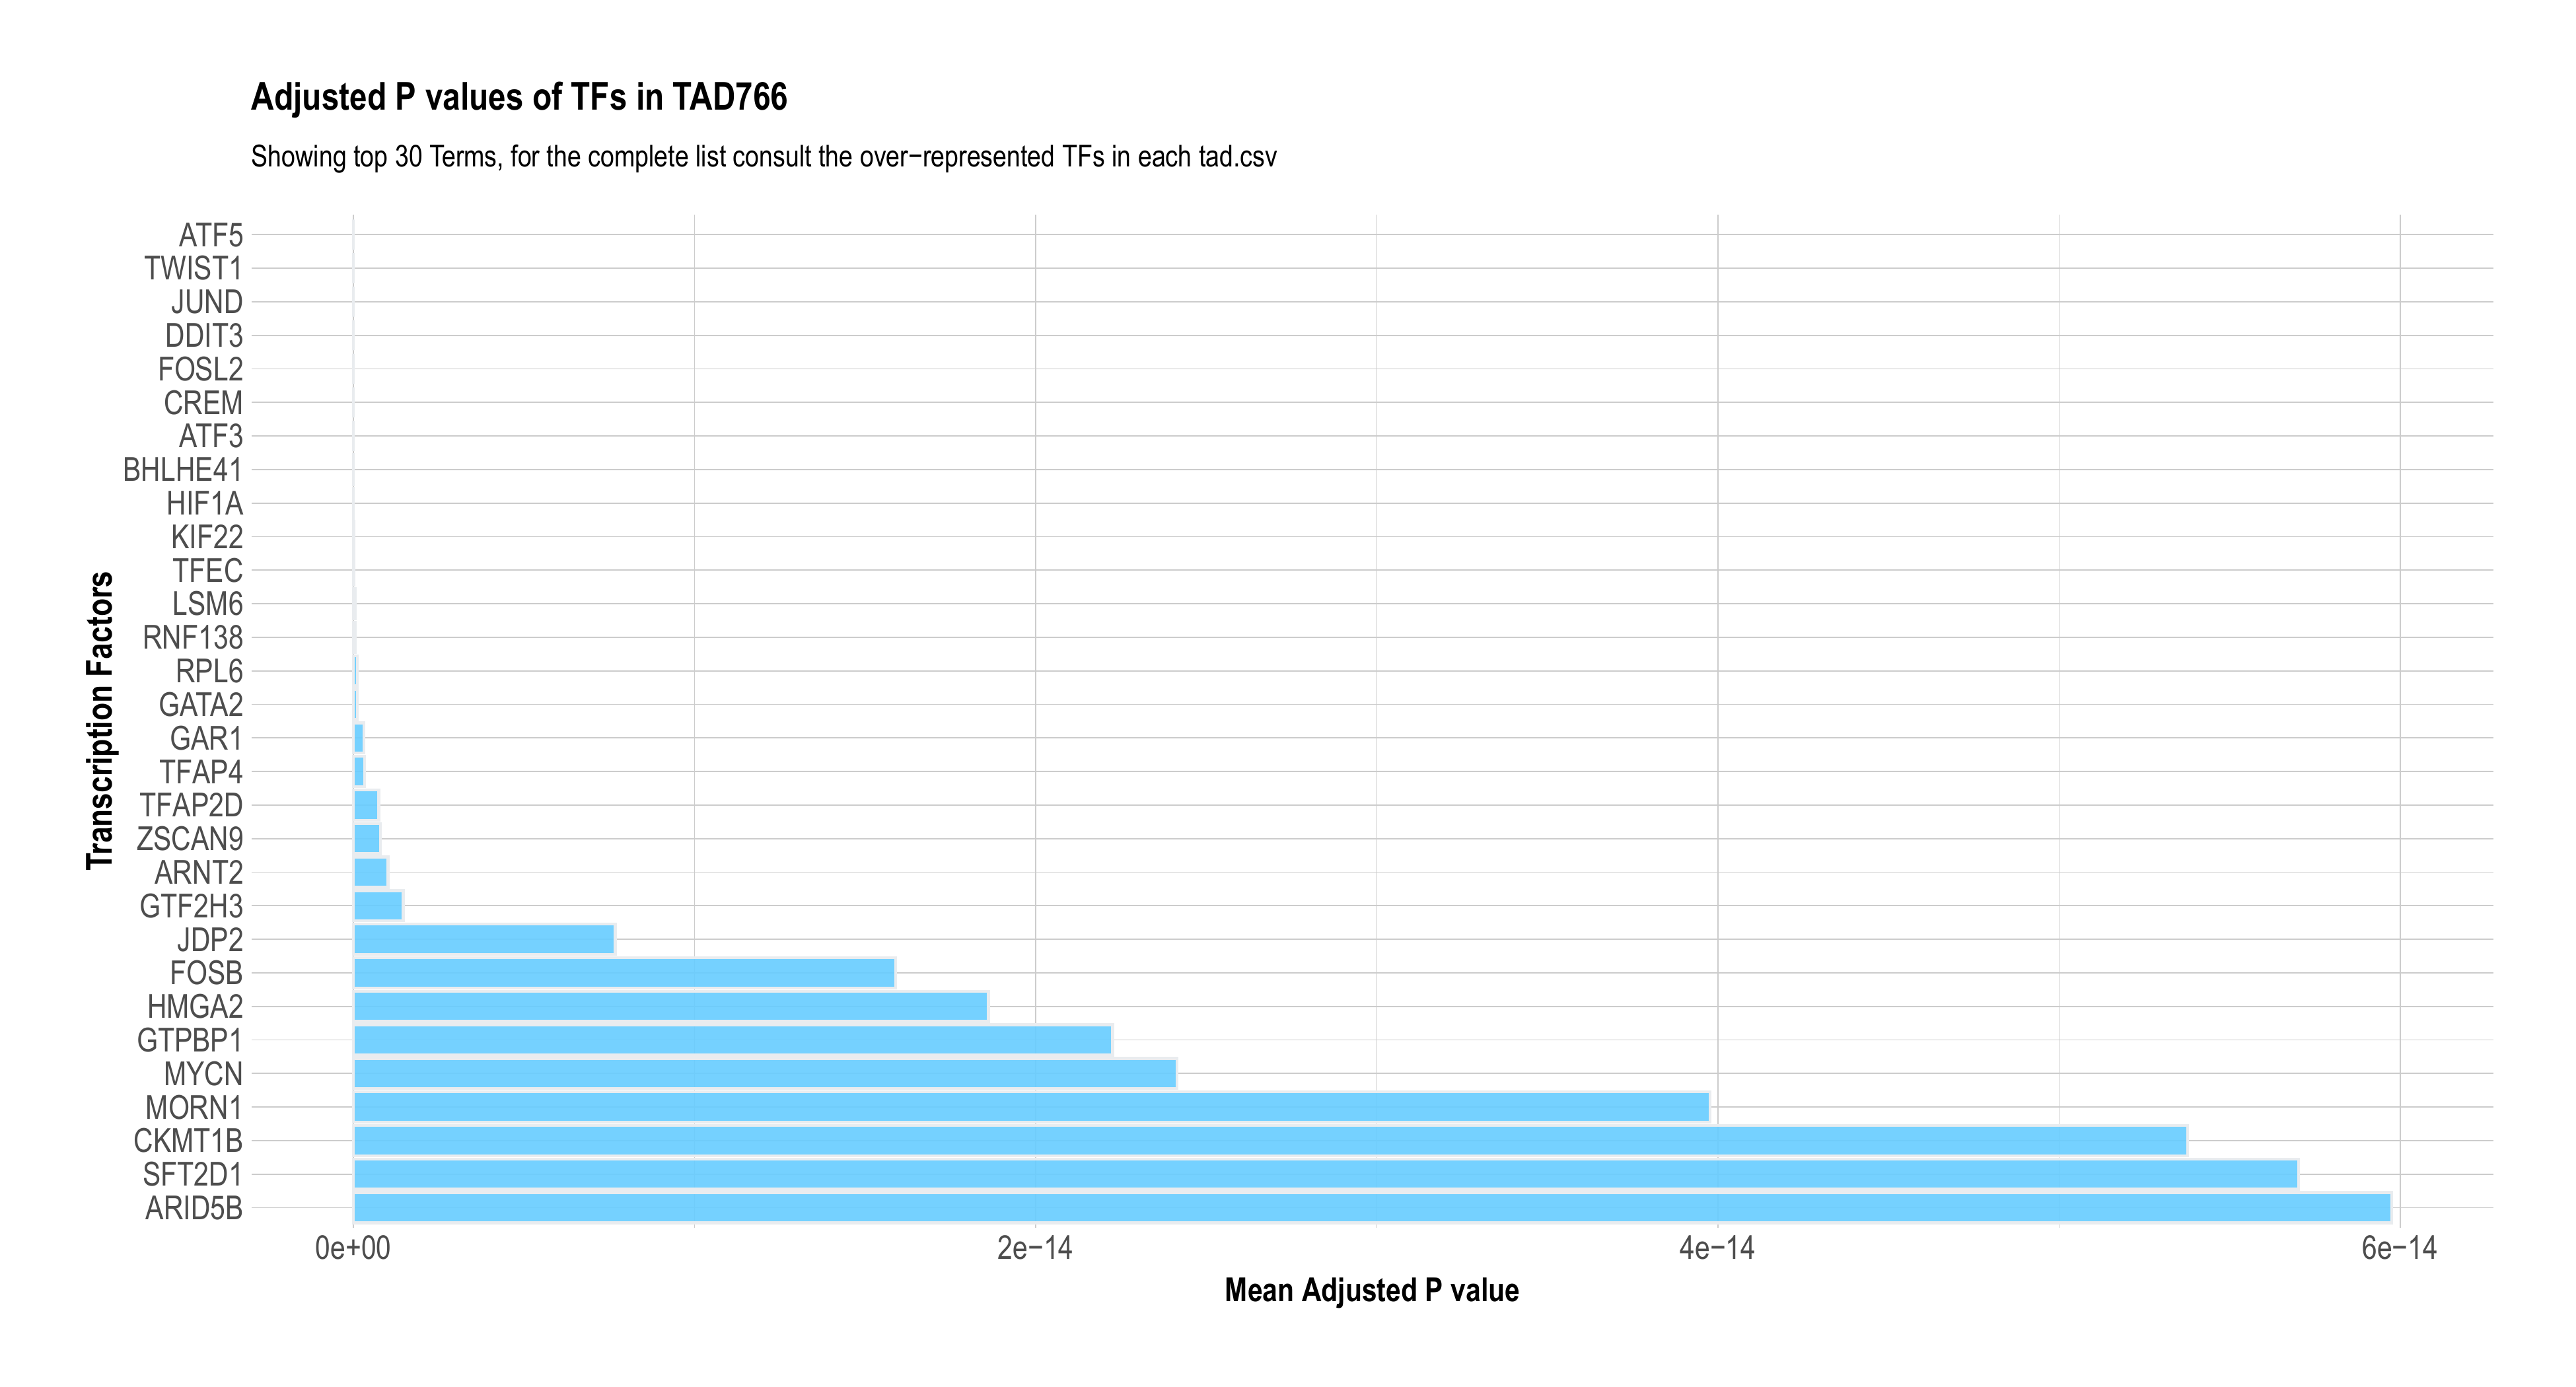 Adjusted P values of TFs in TAD766
Showing top 30 Terms, for the complete list consult the over−represented TFs in each tad.csv
Transcription Factors
ATF5
TWIST1
JUND
DDIT3
FOSL2
CREM
ATF3
BHLHE41
HIF1A
KIF22
TFEC
LSM6
RNF138
RPL6
GATA2
GAR1
TFAP4
TFAP2D
ZSCAN9
ARNT2
GTF2H3
JDP2
FOSB
HMGA2
GTPBP1
MYCN
MORN1
CKMT1B
SFT2D1
ARID5B
0e+00 2e−14 4e−14 6e−14
Mean Adjusted P value